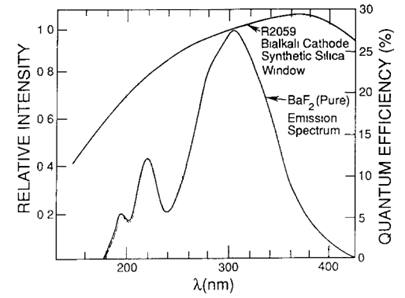 RELATIVE INTENSITY
1.0
0.8
0.6
0.4
0.2
R2059
Bialkali Cathode
Synthetic Silica
Window
BaF2 (Pure)
Emission
Spectrum
30
25
20
15
10
5
0
QUANTUM EFFICIENCY (%)
200
300
400
λ(nm)